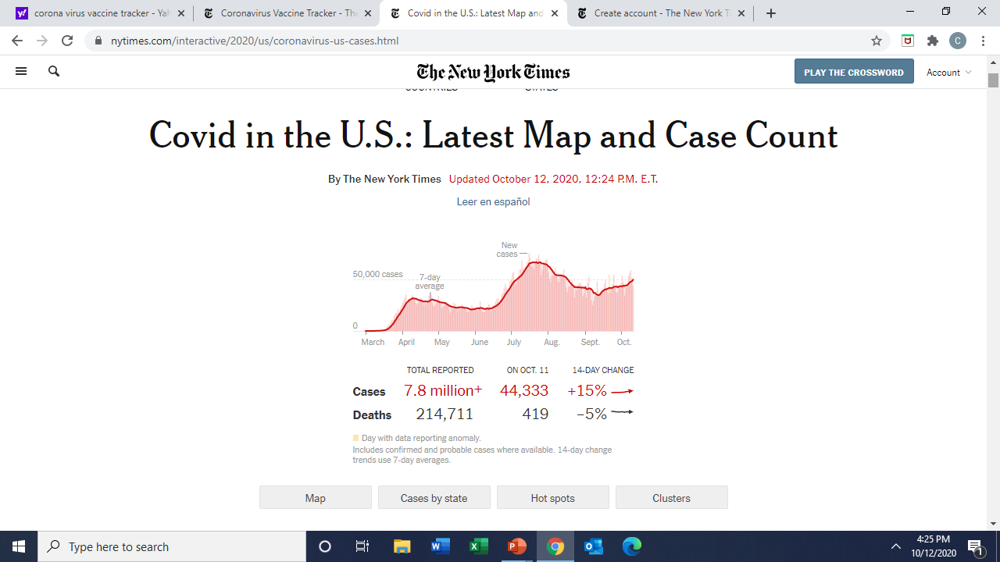 corona virus vaccine tracker - Yah
Coronavirus Vaccine Tracker - The
Covid in the U.S.: Latest Map and
Create account - The New York Ti
nytimes.com/interactive/2020/us/coronavirus-us-cases.html
C
The New York Times
PLAY THE CROSSWORD
Account
COUNTRIES STATES
Covid in the U.S.: Latest Map and Case Count
By The New York Times Updated October 12, 2020, 12:24 P.M. E.T.
Leer en español
New
cases
50,000 cases
7-day
average
0
March April May June July Aug. Sept. Oct.
TOTAL REPORTED ON OCT. 11 14-DAY CHANGE
Cases 7.8 million+ 44,333 +15%
Deaths 214,711 419 –5%
Day with data reporting anomaly.
Includes confirmed and probable cases where available. 14-day change
trends use 7-day averages.
Map Cases by state Hot spots Clusters
Type here to search
4:25 PM
10/12/2020
1